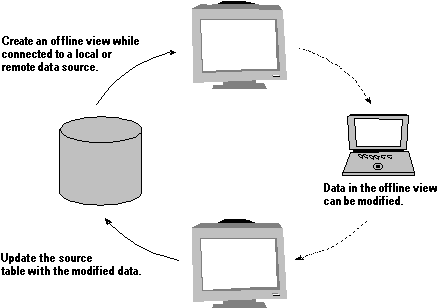 Create an offline view while
connected to a local or
remote data source.
Data in the offline view
can be modified.
Update the source
table with the modified data.